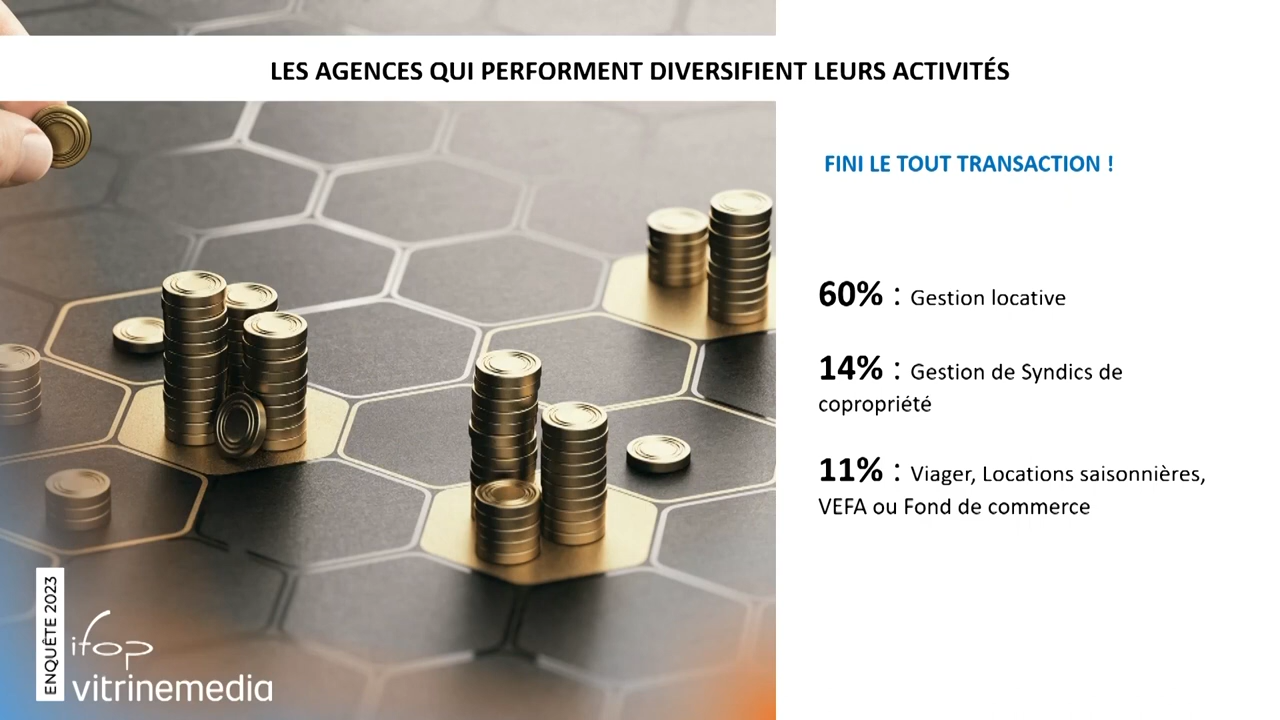 LES AGENCES QUI PERFORMENT DIVERSIFIENT LEURS ACTIVITÉS
FINI LE TOUT TRANSACTION !
60% : Gestion locative
14% : Gestion de Syndics de
copropriété
11% : Viager, Locations saisonnières,
VEFA ou Fond de commerce
ENQUÊTE 2023
ifop
vitrinemedia